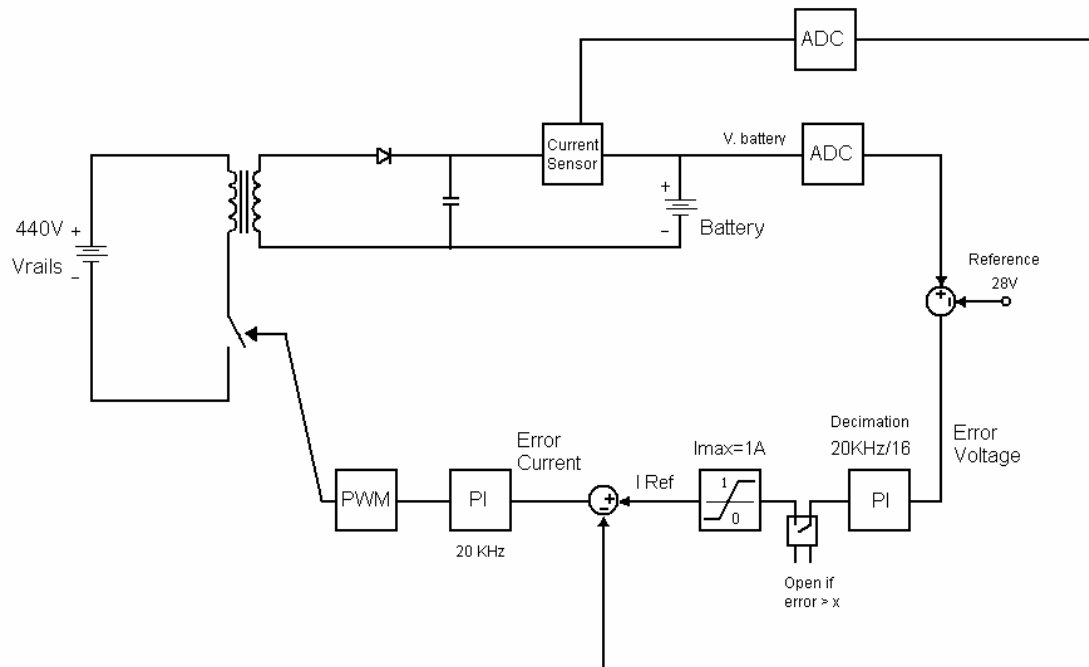 ADC
Current
Sensor
V. battery
ADC
440V +
Vrails
−
+
−
Battery
Reference
28V
+
−
Decimation
20KHz/16
Error
Voltage
Imax=1A
Error
Current
I Ref
PWM
PI
+
−
1
0
PI
20 KHz
Open if
error > x